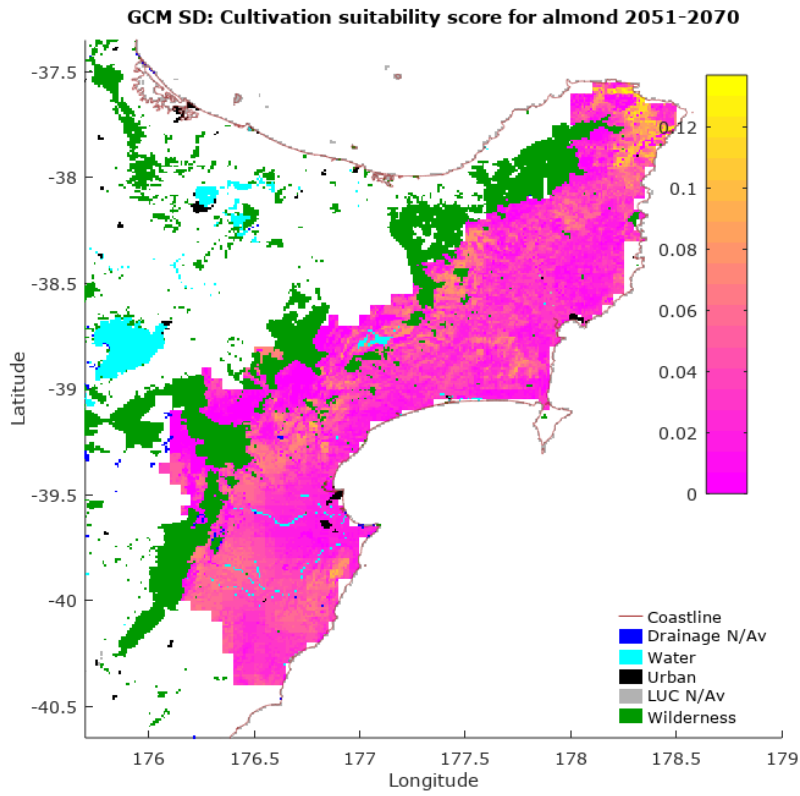 GCM SD: Cultivation suitability score for almond 2051-2070
-37.5
-38
-38.5
-39
-39.5
-40
-40.5
Latitude
176
176.5
177
177.5
178
178.5
179
Longitude
0.12
0.1
0.08
0.06
0.04
0.02
0
Coastline
Drainage N/Av
Water
Urban
LUC N/Av
Wilderness